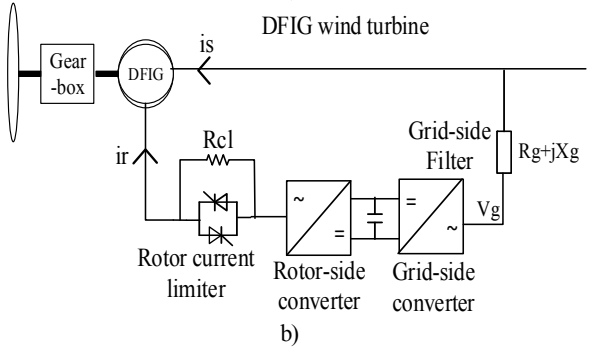 DFIG wind turbine
is
Gear
-box
DFIG
Grid-side
Filter
Rg+jXg
Rcl
ir
~
=
=
~
Vg
Rotor current
limiter
Rotor-side
converter
Grid-side
converter
b)